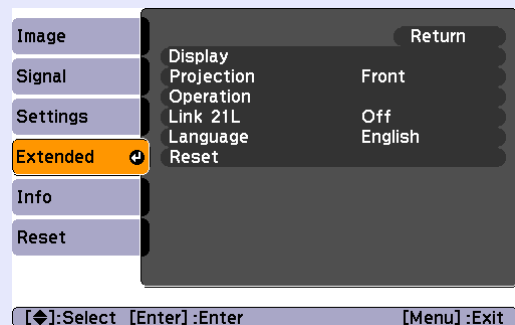 Image
Signal
Settings
Extended
Info
Reset
Return
Display
Projection Front
Operation
Link 21L Off
Language English
Reset
[◆]:Select [Enter] :Enter [Menu] :Exit